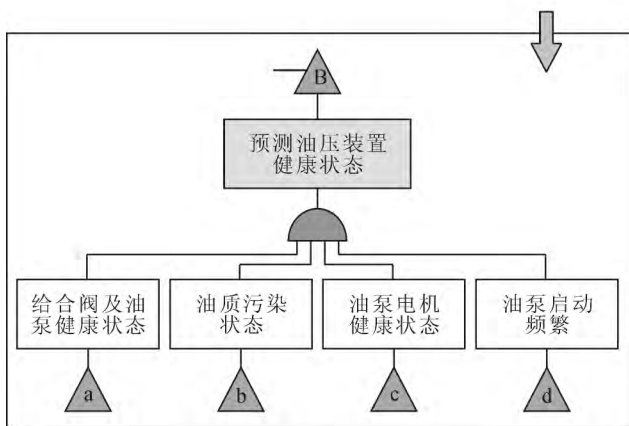 B
预测油压装置
健康状态
给合阀及油
泵健康状态
油质污染
状态
油泵电机
健康状态
油泵启动
频繁
a
b
c
d